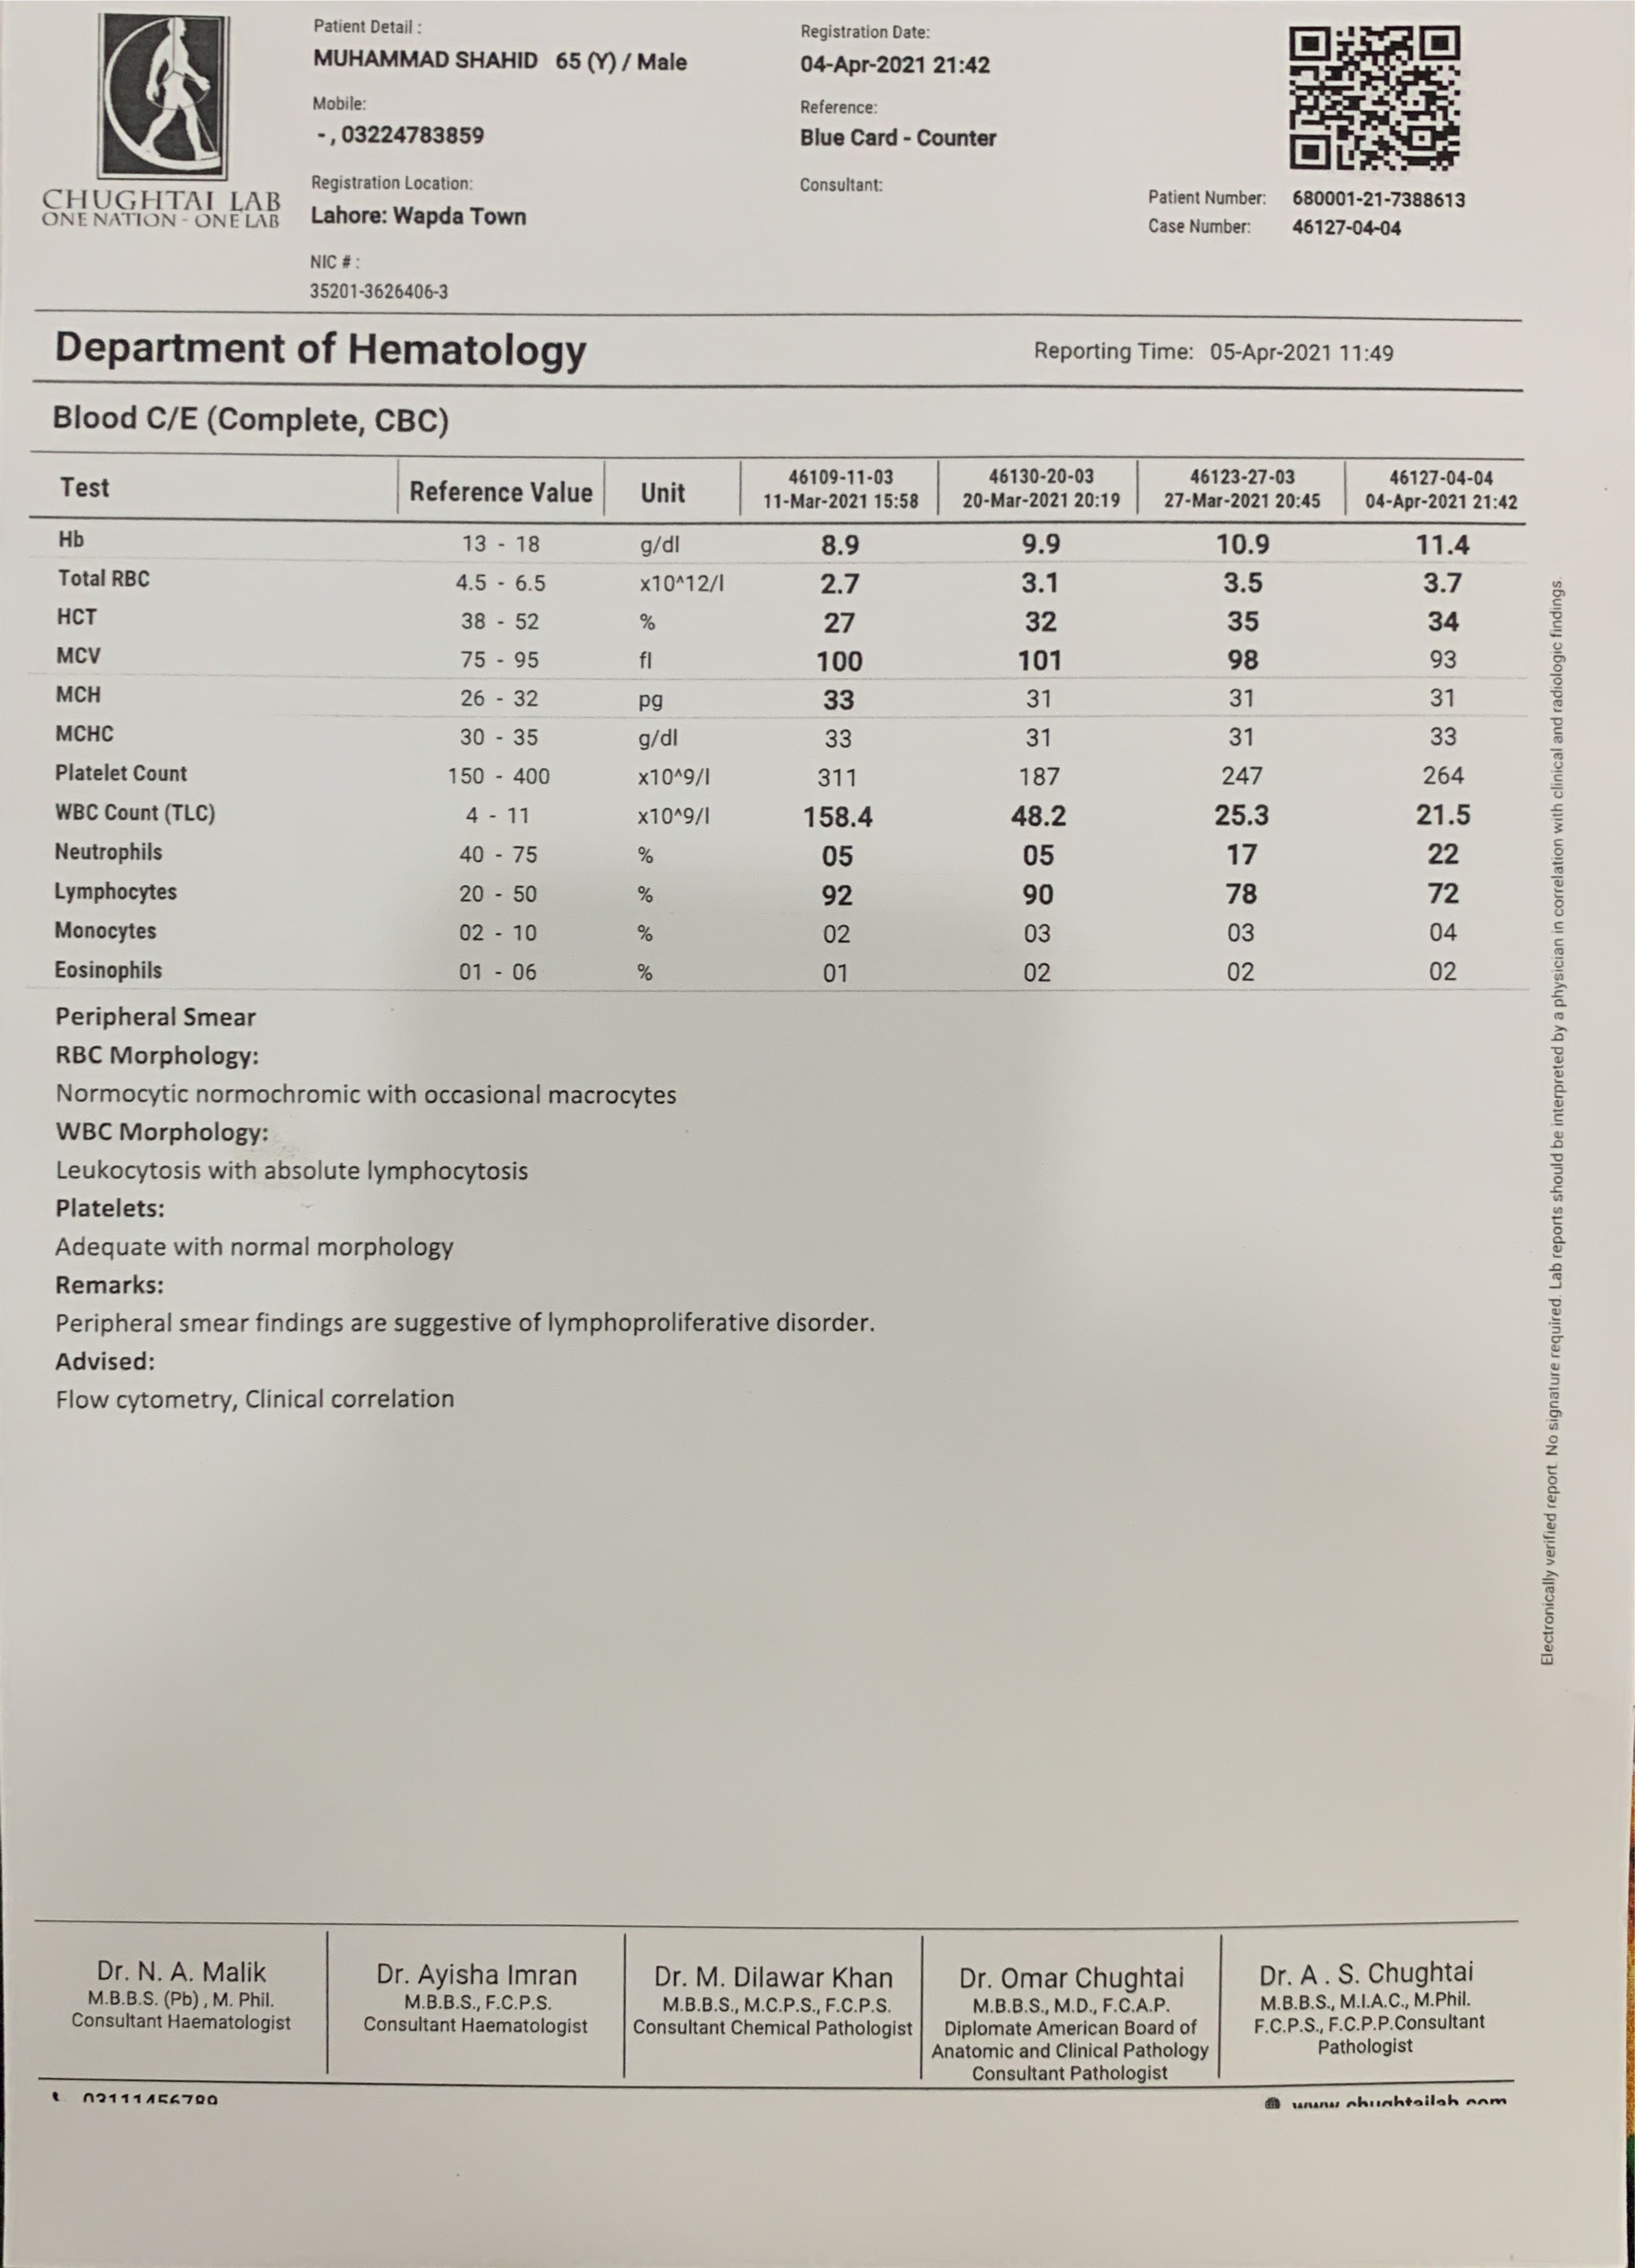 CHUGHTAI LAB
ONE NATION - ONE LAB
Patient Detail :
MUHAMMAD SHAHID 65 (Y) / Male
Mobile:
- , 03224783859
Registration Location:
Lahore: Wapda Town
NIC # :
35201-3626406-3
Registration Date:
04-Apr-2021 21:42
Reference:
Blue Card - Counter
Consultant:
Patient Number: 680001-21-7388613
Case Number: 46127-04-04
Department of Hematology Reporting Time: 05-Apr-2021 11:49
Blood C/E (Complete, CBC)
46109-11-03 46130-20-03 46123-27-03 46127-04-04
Test Reference Value Unit 11-Mar-2021 15:58 20-Mar-2021 20:19 27-Mar-2021 20:45 04-Apr-2021 21:42
Hb 13 - 18 g/dl 8.9 9.9 10.9 11.4
Total RBC 4.5 - 6.5 x10^12/l 2.7 3.1 3.5 3.7
HCT 38 - 52 % 27 32 35 34
MCV 75 - 95 fl 100 101 98 93
MCH 26 - 32 pg 33 31 31 31
MCHC 30 - 35 g/dl 33 31 31 33
Platelet Count 150 - 400 x10^9/l 311 187 247 264
WBC Count (TLC) 4 - 11 x10^9/l 158.4 48.2 25.3 21.5
Neutrophils 40 - 75 % 05 05 17 22
Lymphocytes 20 - 50 % 92 90 78 72
Monocytes 02 - 10 % 02 03 03 04
Eosinophils 01 - 06 % 01 02 02 02
Peripheral Smear
RBC Morphology:
Normocytic normochromic with occasional macrocytes
WBC Morphology:
Leukocytosis with absolute lymphocytosis
Platelets:
Adequate with normal morphology
Remarks:
Peripheral smear findings are suggestive of lymphoproliferative disorder.
Advised:
Flow cytometry, Clinical correlation
Electronically verified report. No signature required. Lab reports should be interpreted by a physician in correlation with clinical and radiologic findings.
Dr. N. A. Malik
M.B.B.S. (Pb) , M. Phil.
Consultant Haematologist
Dr. Ayisha Imran
M.B.B.S., F.C.P.S.
Consultant Haematologist
Dr. M. Dilawar Khan
M.B.B.S., M.C.P.S., F.C.P.S.
Consultant Chemical Pathologist
Dr. Omar Chughtai
M.B.B.S., M.D., F.C.A.P.
Diplomate American Board of
Anatomic and Clinical Pathology
Consultant Pathologist
Dr. A . S. Chughtai
M.B.B.S., M.I.A.C., M.Phil.
F.C.P.S., F.C.P.P.Consultant
Pathologist
03111456789
www.chughtailab.com